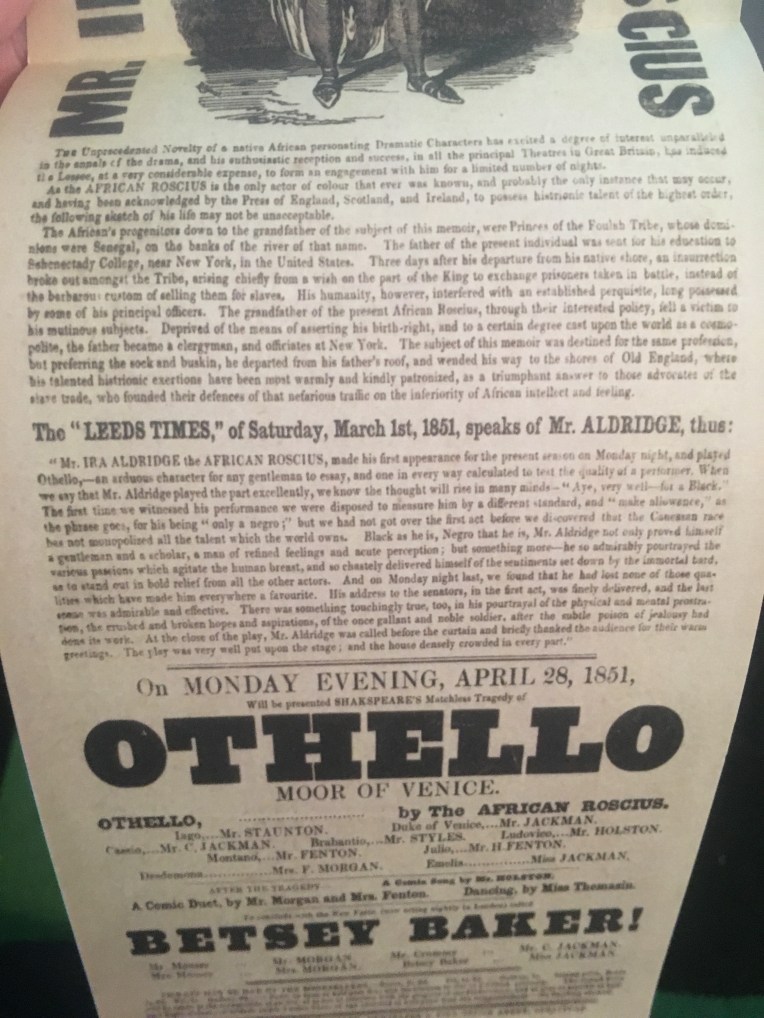 MR. I
SCIUS
THE Unprecedented Novelty of a native African personating Dramatic Characters has excited a degree of interest unparalleled
in the annals of the drama, and his enthusiastic reception and success, in all the principal Theatres in Great Britain, has induced
the Lessee, at a very considerable expense, to form an engagement with him for a limited number of nights.
As the AFRICAN ROSCIUS is the only actor of colour that ever was known, and probably the only instance that may occur,
and having been acknowledged by the Press of England, Scotland, and Ireland, to possess histrionic talent of the highest order,
the following sketch of his life may not be unacceptable.
The African's progenitors down to the grandfather of the subject of this memoir, were Princes of the Foulah Tribe, whose domi-
nions were Senegal, on the banks of the river of that name. The father of the present individual was sent for his education to
Schenectady College, near New York, in the United States. Three days after his departure from his native shore, an insurrection
broke out amongst the Tribe, arising chiefly from a wish on the part of the King to exchange prisoners taken in battle, instead of
the barbarous custom of selling them for slaves. His humanity, however, interfered with an established perquisite, long possessed
by some of his principal officers. The grandfather of the present African Roscius, through their interested policy, fell a victim to
his mutinous subjects. Deprived of the means of asserting his birth-right, and to a certain degree cast upon the world as a cosmo-
polite, the father became a clergyman, and officiates at New York. The subject of this memoir was destined for the same profession,
but preferring the sock and buskin, he departed from his father's roof, and wended his way to the shores of Old England, where
his talented histrionic exertions have been most warmly and kindly patronized, as a triumphant answer to those advocates of the
slave trade, who founded their defences of that nefarious traffic on the inferiority of African intellect and feeling.
The "LEEDS TIMES," of Saturday, March 1st, 1851, speaks of Mr. ALDRIDGE, thus:
"Mr. IRA ALDRIDGE the AFRICAN ROSCIUS, made his first appearance for the present season on Monday night, and played
Othello,—an arduous character for any gentleman to essay, and one in every way calculated to test the quality of a performer. When
we say that Mr. Aldridge played the part excellently, we know the thought will rise in many minds—"Aye, very well—for a Black."
The first time we witnessed his performance we were disposed to measure him by a different standard, and "make allowance," as
the phrase goes, for his being "only a negro;" but we had not got over the first act before we discovered that the Caucasan race
has not monopolized all the talent which the world owns. Black as he is, Negro that he is, Mr. Aldridge not only proved himself
a gentleman and a scholar, a man of refined feelings and acute perception; but something more—he so admirably pourtrayed the
various passions which agitate the human breast, and so chastely delivered himself of the sentiments set down by the immortal bard,
as to stand out in bold relief from all the other actors. And on Monday night last, we found that he had lost none of those qua-
lities which have made him everywhere a favourite. His address to the senators, in the first act, was finely delivered, and the last
scene was admirable and effective. There was something touchingly true, too, in his pourtrayal of the physical and mental prostra-
tion, the crushed and broken hopes and aspirations, of the once gallant and noble soldier, after the subtle poison of jealousy had
done its work. At the close of the play, Mr. Aldridge was called before the curtain and briefly thanked the audience for their warm
greetings. The play was very well put upon the stage; and the house densely crowded in every part."
On MONDAY EVENING, APRIL 28, 1851,
Will be presented SHAKSPEARE'S Matchless Tragedy of
OTHELLO
MOOR OF VENICE.
OTHELLO, .................... by The AFRICAN ROSCIUS.
Iago,...Mr. STAUNTON. Duke of Venice,...Mr. JACKMAN.
Cassio,...Mr. C. JACKMAN. Brabantio,...Mr. STYLES. Ludovico,...Mr. HOLSTON.
Montano,...Mr. FENTON. Julio,...Mr. H. FENTON.
Desdemona..................Mrs. F. MORGAN. Emelia..............Miss JACKMAN.
AFTER THE TRAGEDY A Comic Song by Mr. HOLSTON.
A Comic Duet, by Mr. Morgan and Mrs. Fenton. Dancing, by Miss Thomasin.
To conclude with the New Farce,
BETSEY BAKER!
Mr Mouser Mr. MORGAN Mr. Crummy Mr. C. JACKMAN
Mrs Mouser Mrs. MORGAN. Betsey Baker Miss JACKMAN